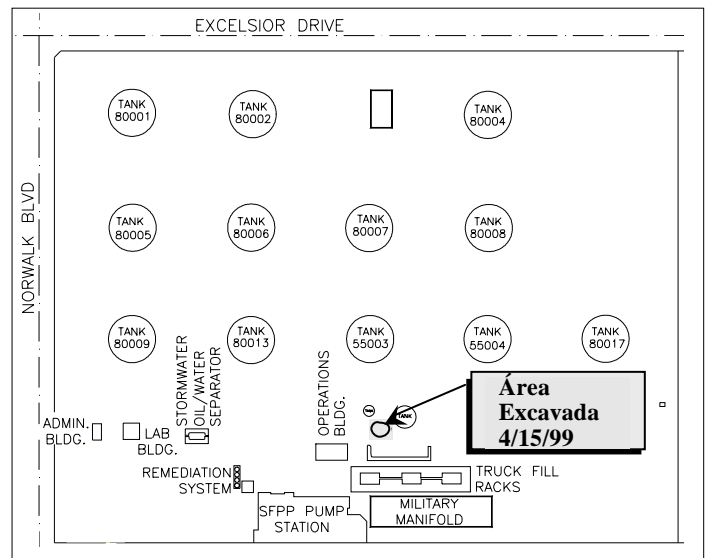 EXCELSIOR DRIVE
NORWALK BLVD
TANK
80001
TANK
80002
TANK
80004
TANK
80005
TANK
80006
TANK
80007
TANK
80008
TANK
80009
TANK
80013
TANK
55003
TANK
55004
TANK
80017
STORMWATER
OIL/WATER
SEPARATOR
OPERATIONS
BLDG.
TANK
Área
Excavada
4/15/99
ADMIN.
BLDG.
LAB
BLDG.
REMEDIATION
SYSTEM
TRUCK FILL
RACKS
SFPP PUMP
STATION
MILITARY
MANIFOLD